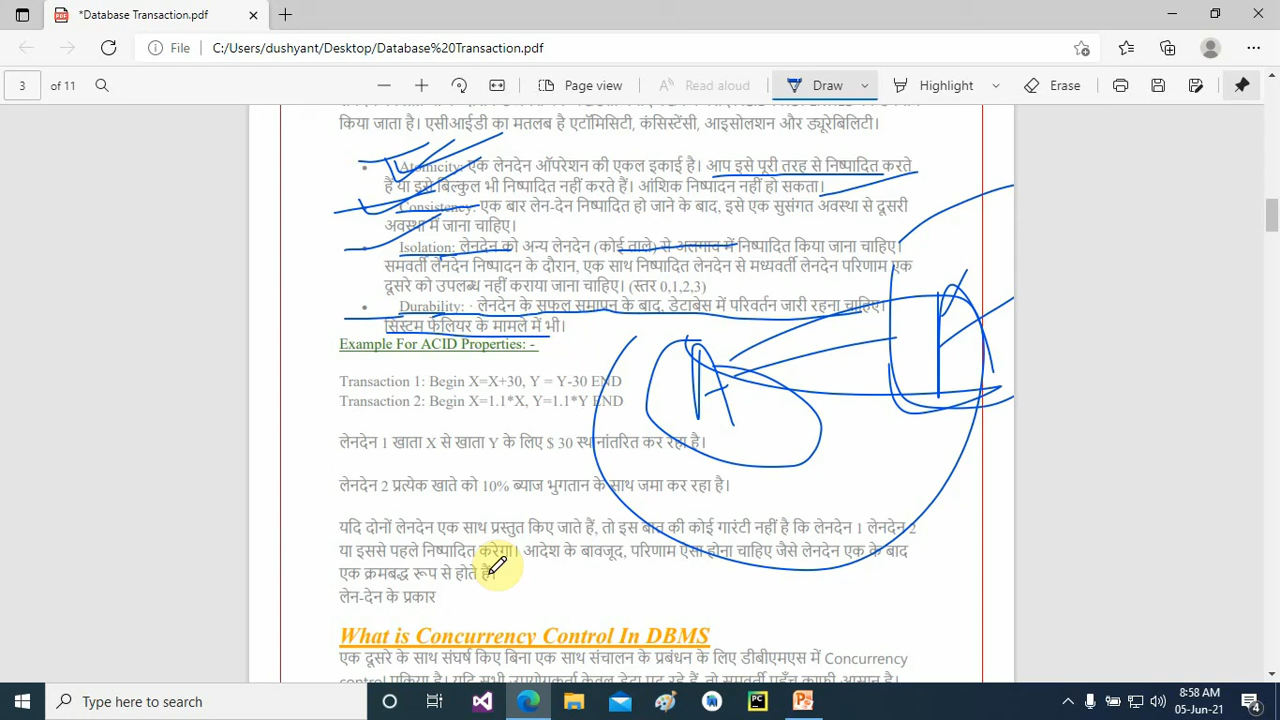 *Database Transaction.pdf
File C:/Users/dushyant/Desktop/Database%20Transaction.pdf
3 of 11 Page view Read aloud Draw Highlight Erase
किया जाता है। एसीआईडी का मतलब है एटॉमिसिटी, कंसिस्टेंसी, आइसोलशन और ड्यूरेबिलिटी।
• Atomicity: एक लेनदेन ऑपरेशन की एकल इकाई है। आप इसे पूरी तरह से निष्पादित करते
हैं या इसे बिल्कुल भी निष्पादित नहीं करते हैं। आंशिक निष्पादन नहीं हो सकता।
• Consistency: एक बार लेन-देन निष्पादित हो जाने के बाद, इसे एक सुसंगत अवस्था से दूसरी
अवस्था में जाना चाहिए।
• Isolation: लेनदेन को अन्य लेनदेन (कोई ताले) से अलगाव में निष्पादित किया जाना चाहिए।
समवर्ती लेनदेन निष्पादन के दौरान, एक साथ निष्पादित लेनदेन से मध्यवर्ती लेनदेन परिणाम एक
दूसरे को उपलब्ध नहीं कराया जाना चाहिए। (स्तर 0,1,2,3)
• Durability: · लेनदेन के सफल समापन के बाद, डेटाबेस में परिवर्तन जारी रहना चाहिए।
सिस्टम फेलियर के मामले में भी।
Example For ACID Properties: -
Transaction 1: Begin X=X+30, Y = Y-30 END
Transaction 2: Begin X=1.1*X, Y=1.1*Y END
लेनदेन 1 खाता X से खाता Y के लिए $ 30 स्थानांतरित कर रहा है।
लेनदेन 2 प्रत्येक खाते को 10% ब्याज भुगतान के साथ जमा कर रहा है।
यदि दोनों लेनदेन एक साथ प्रस्तुत किए जाते हैं, तो इस बात की कोई गारंटी नहीं है कि लेनदेन 1 लेनदेन 2
या इससे पहले निष्पादित करेगा। आदेश के बावजूद, परिणाम ऐसा होना चाहिए जैसे लेनदेन एक के बाद
एक क्रमबद्ध रूप से होते हैं।
लेन-देन के प्रकार
What is Concurrency Control In DBMS
एक दूसरे के साथ संघर्ष किए बिना एक साथ संचालन के प्रबंधन के लिए डीबीएमएस में Concurrency
Type here to search
8:58 AM
05-Jun-21
4